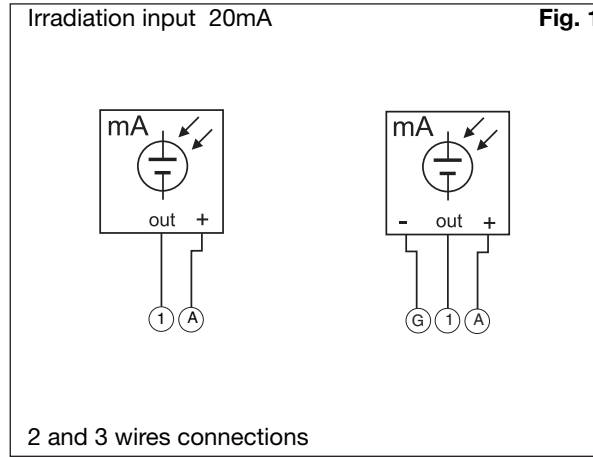 Irradiation input 20mA
Fig. 1
mA
mA
out +
- out +
1 A
G 1 A
2 and 3 wires connections